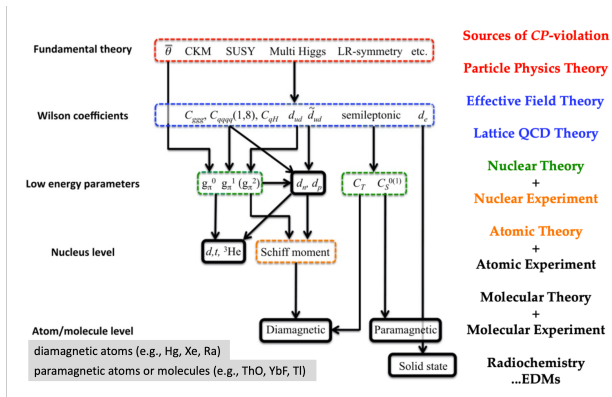 Fundamental theory
θ̅ CKM SUSY Multi Higgs LR-symmetry etc.
Wilson coefficients
C_ggg, C_qqqq(1,8), C_qH d_ud d̃_ud semileptonic d_e
Low energy parameters
g_π^0 g_π^1 (g_π^2)
d_n, d_p
C_T C_S^0(1)
Nucleus level
d,t, ³He
Schiff moment
Atom/molecule level
Diamagnetic
Paramagnetic
Solid state
diamagnetic atoms (e.g., Hg, Xe, Ra)
paramagnetic atoms or molecules (e.g., ThO, YbF, Tl)
Sources of CP-violation
Particle Physics Theory
Effective Field Theory
Lattice QCD Theory
Nuclear Theory
+
Nuclear Experiment
Atomic Theory
+
Atomic Experiment
Molecular Theory
+
Molecular Experiment
Radiochemistry
...EDMs